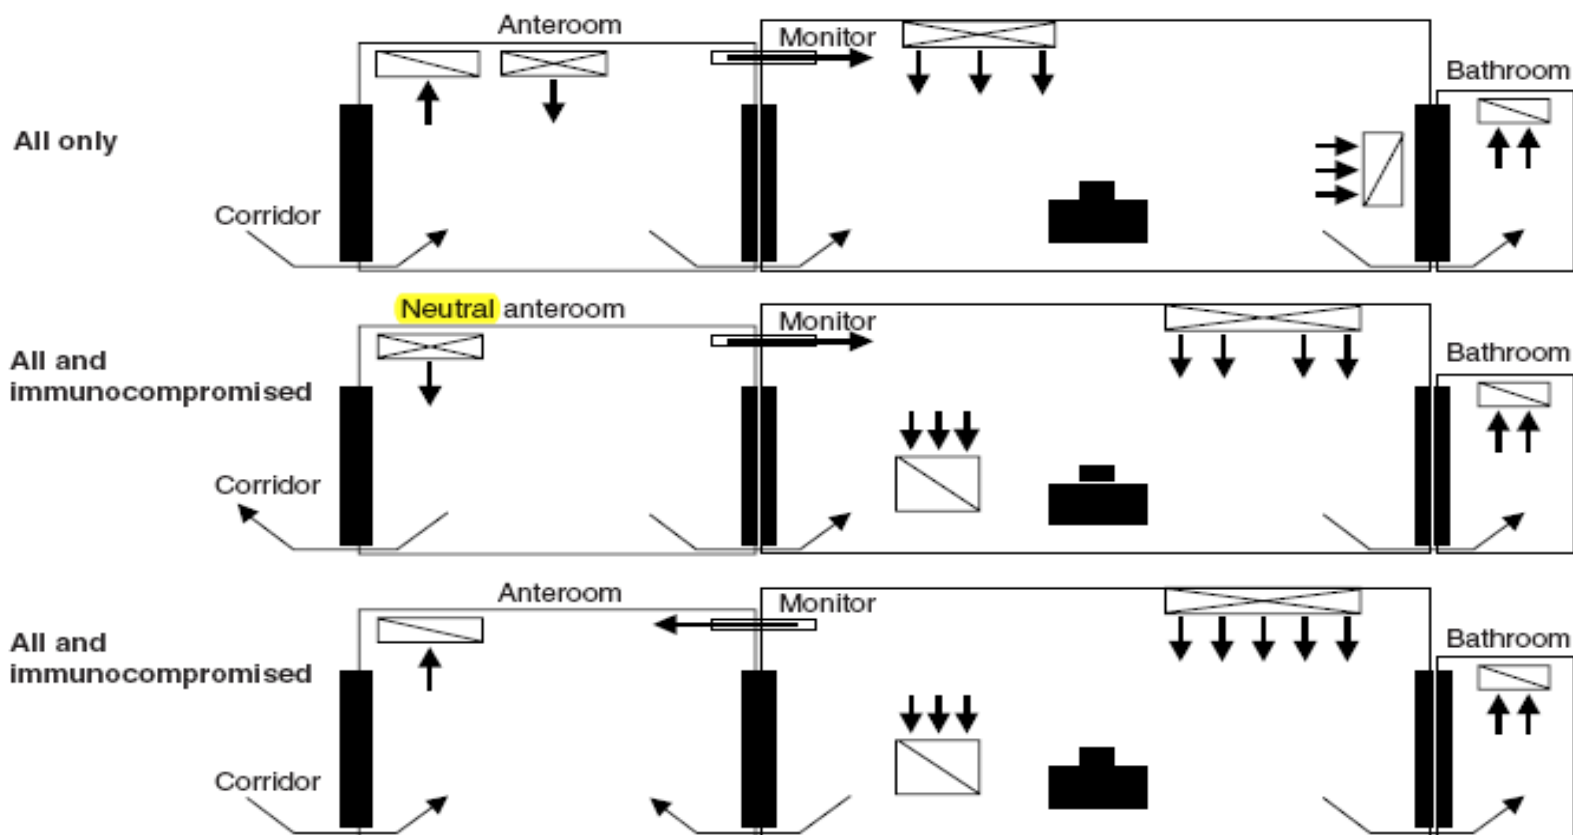 Anteroom
Monitor
Bathroom
All only
Corridor
Neutral anteroom
Monitor
Bathroom
All and
immunocompromised
Corridor
Anteroom
Monitor
Bathroom
All and
immunocompromised
Corridor